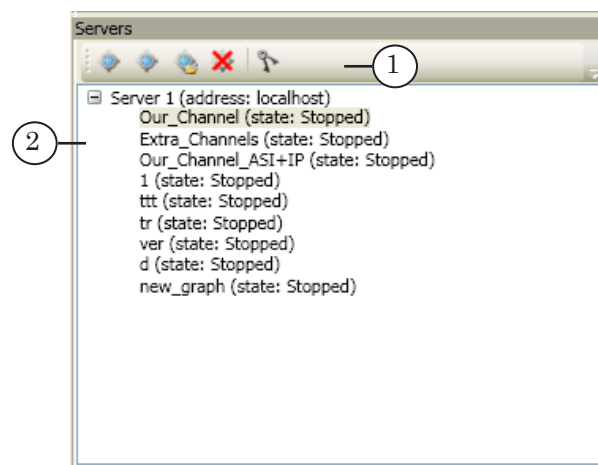 Servers
1
Server 1 (address: localhost)
Our_Channel (state: Stopped)
2
Extra_Channels (state: Stopped)
Our_Channel_ASI+IP (state: Stopped)
1 (state: Stopped)
ttt (state: Stopped)
tr (state: Stopped)
ver (state: Stopped)
d (state: Stopped)
new_graph (state: Stopped)